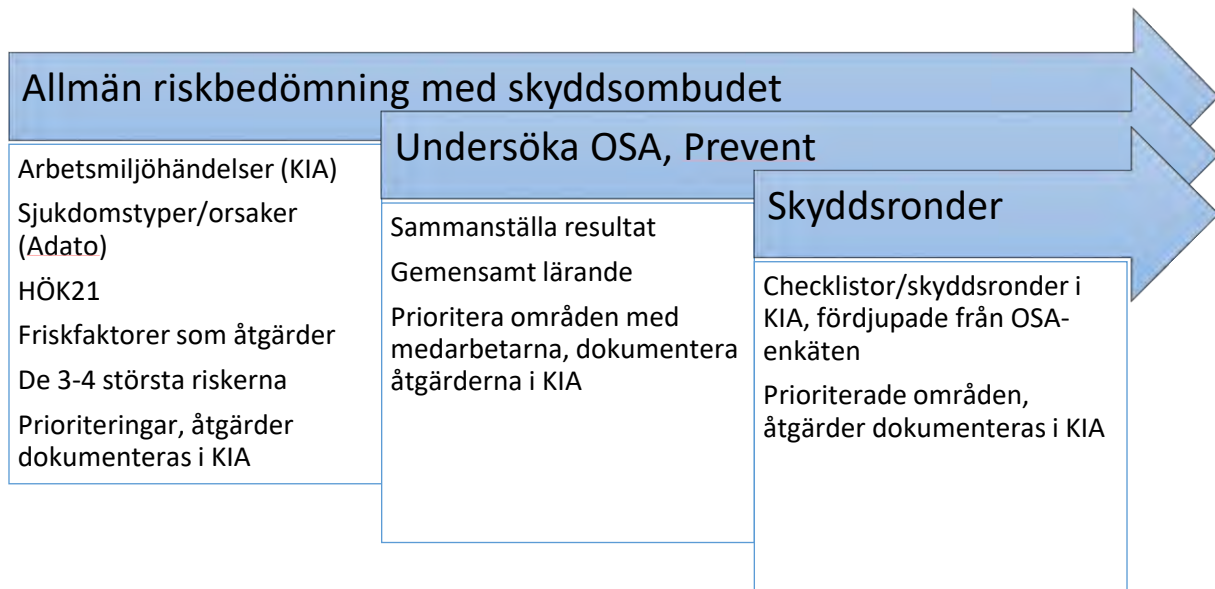 Allmän riskbedömning med skyddsombudet
Arbetsmiljöhändelser (KIA)
Sjukdomstyper/orsaker
(Adato)
HÖK21
Friskfaktorer som åtgärder
De 3-4 största riskerna
Prioriteringar, åtgärder
dokumenteras i KIA
Undersöka OSA, Prevent
Sammanställa resultat
Gemensamt lärande
Prioritera områden med
medarbetarna, dokumentera
åtgärderna i KIA
Skyddsronder
Checklistor/skyddsronder i
KIA, fördjupade från OSA-
enkäten
Prioriterade områden,
åtgärder dokumenteras i KIA